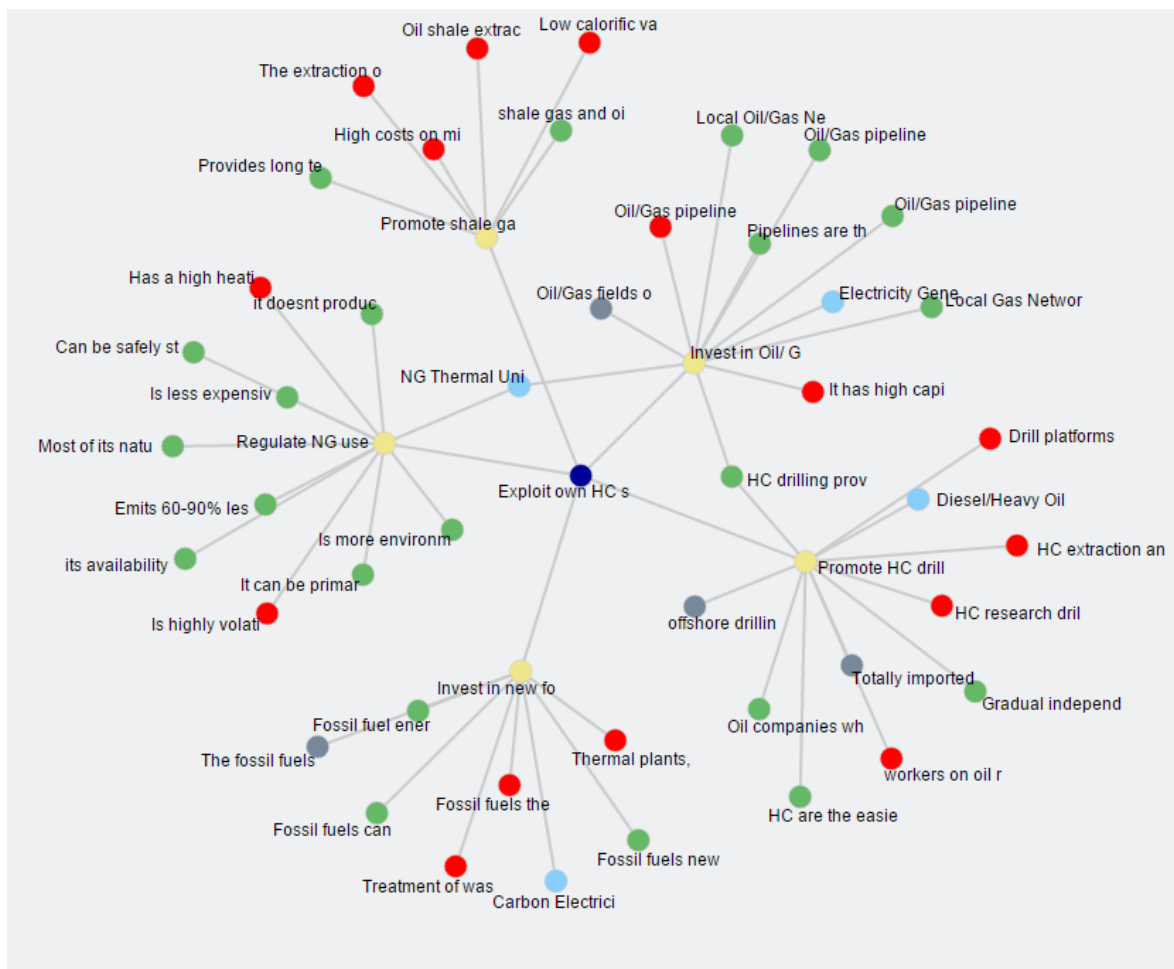 Oil shale extrac
Low calorific va
The extraction o
shale gas and oi
Local Oil/Gas Ne
High costs on mi
Oil/Gas pipeline
Provides long te
Oil/Gas pipeline
Oil/Gas pipeline
Promote shale ga
Pipelines are th
Has a high heati
Oil/Gas fields o
Electricity Gene
it doesnt produc
Local Gas Networ
Can be safely st
Invest in Oil/ G
NG Thermal Uni
Is less expensiv
It has high capi
Most of its natu
Regulate NG use
Drill platforms
HC drilling prov
Exploit own HC s
Diesel/Heavy Oil
Emits 60-90% les
Is more environm
HC extraction an
its availability
Promote HC drill
It can be primar
Is highly volati
offshore drillin
HC research dril
Totally imported
Invest in new fo
Gradual independ
Fossil fuel ener
Oil companies wh
The fossil fuels
Thermal plants,
workers on oil r
Fossil fuels the
HC are the easie
Fossil fuels can
Fossil fuels new
Treatment of was
Carbon Electrici